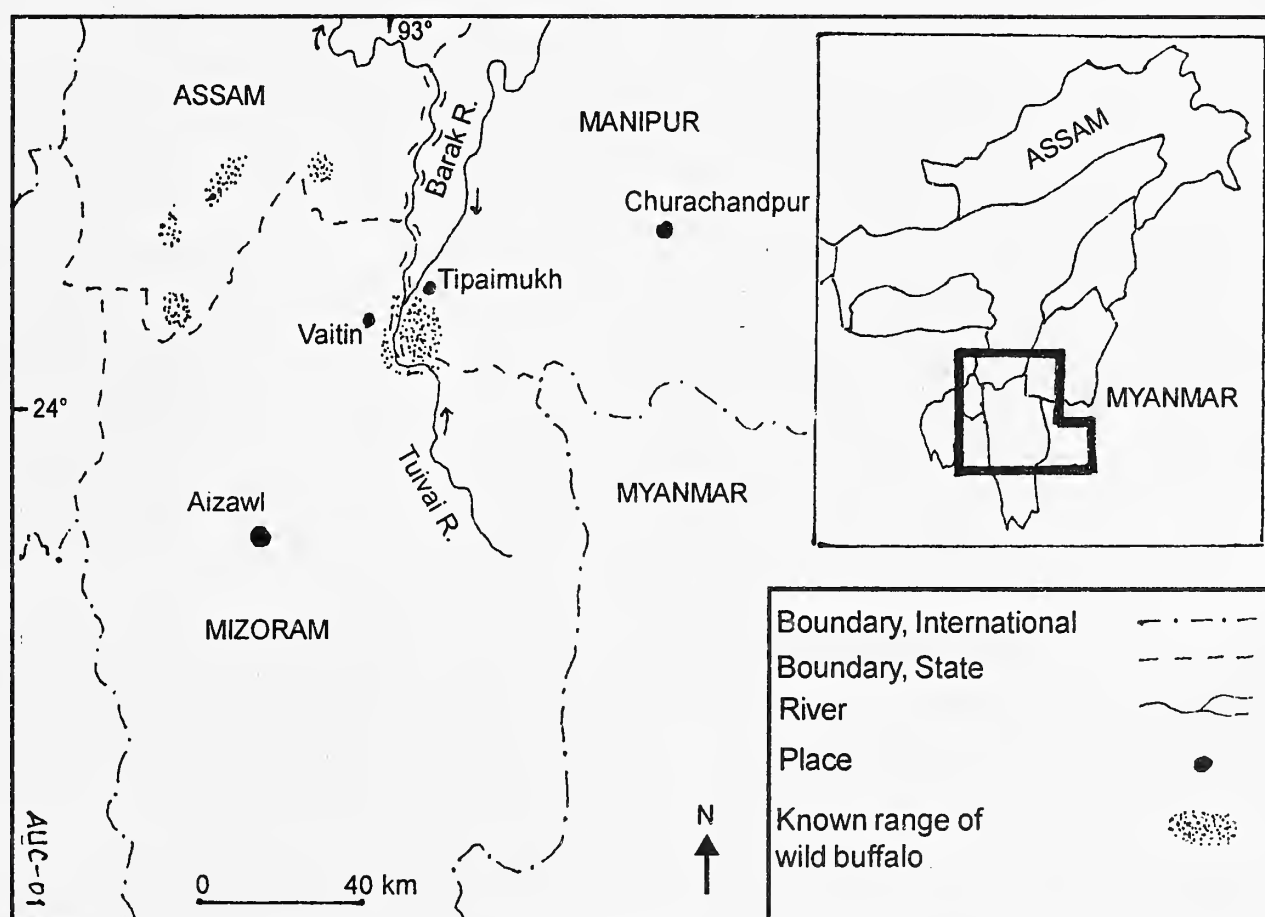 93°
ASSAM
Barak R.
MANIPUR
Churachandpur
Tipaimukh
Vaitin
24°
Tuivai R.
Aizawl
MYANMAR
MIZORAM
N
0 40 km
AUC-01
ASSAM
MYANMAR
Boundary, International
Boundary, State
River
Place
Known range of
wild buffalo